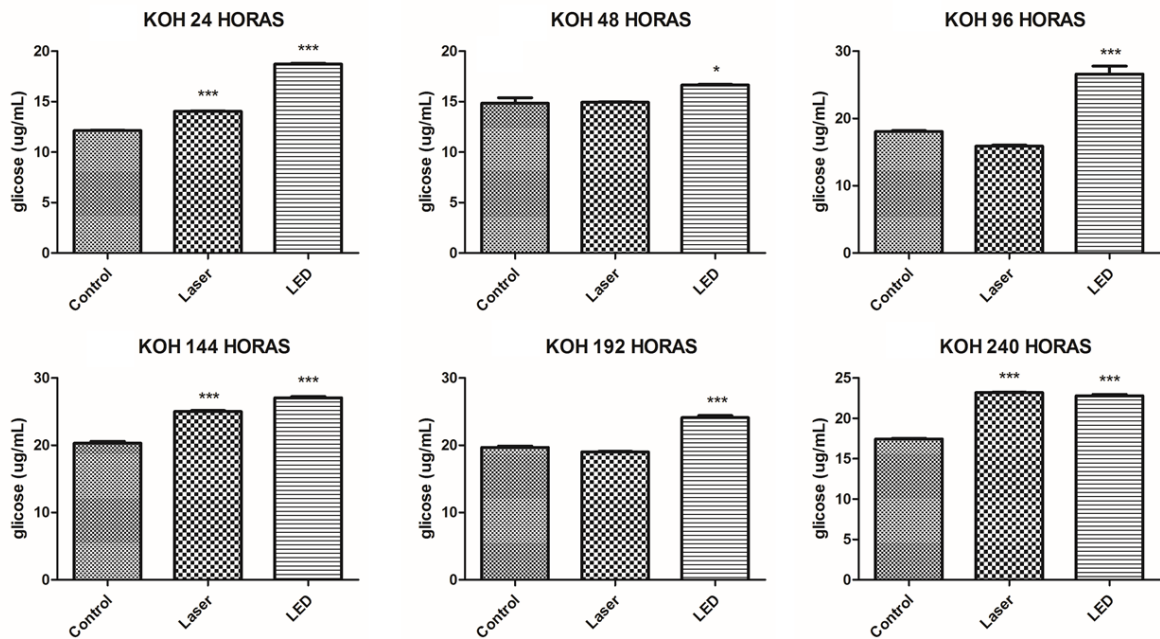 KOH 24 HORAS
glicose (ug/mL)
20
15
10
5
0
***
***
Control
Laser
LED
KOH 48 HORAS
glicose (ug/mL)
20
15
10
5
0
*
Control
Laser
LED
KOH 96 HORAS
glicose (ug/mL)
30
20
10
0
***
Control
Laser
LED
KOH 144 HORAS
glicose (ug/mL)
30
20
10
0
***
***
Control
Laser
LED
KOH 192 HORAS
glicose (ug/mL)
30
20
10
0
***
Control
Laser
LED
KOH 240 HORAS
glicose (ug/mL)
25
20
15
10
5
0
***
***
Control
Laser
LED